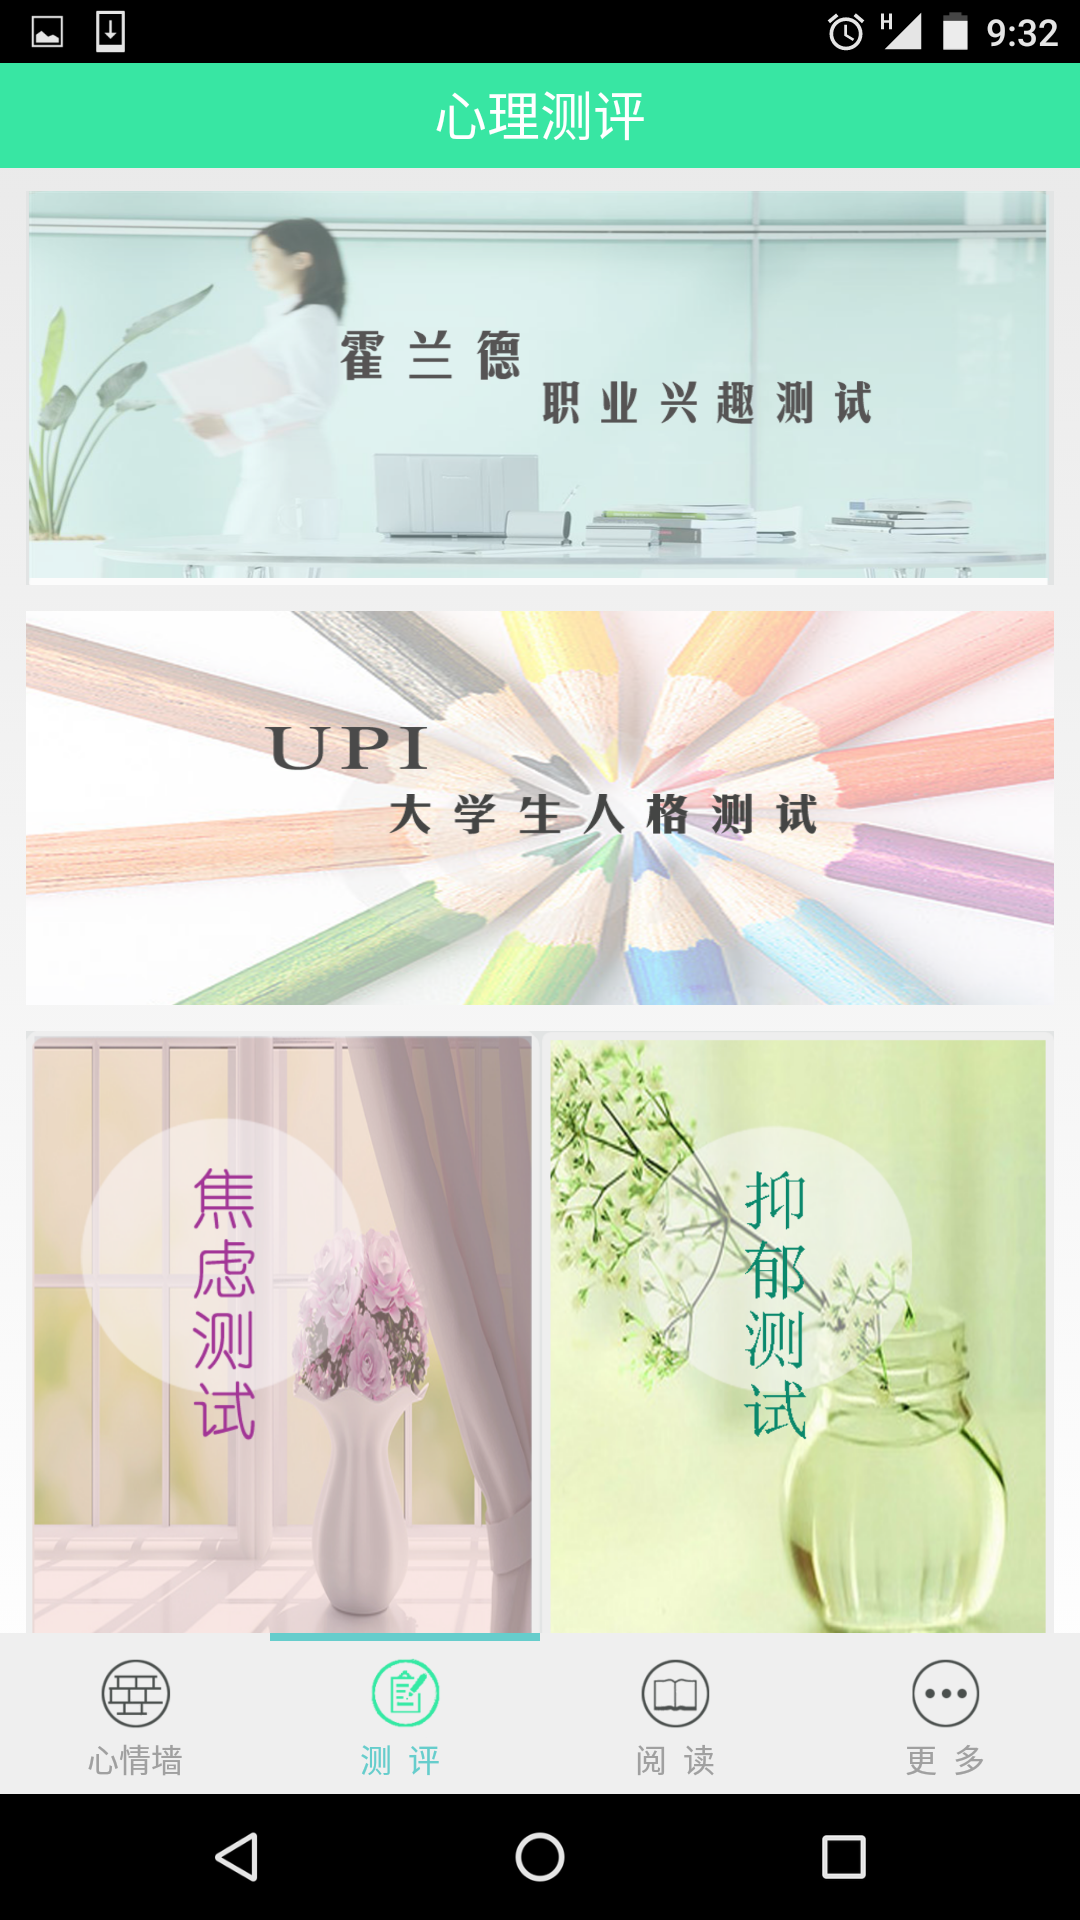 H 9:32
心理测评
霍兰德
职业兴趣测试
UPI
大学生人格测试
焦虑测试
抑郁测试
心情墙
测 评
阅 读
更 多